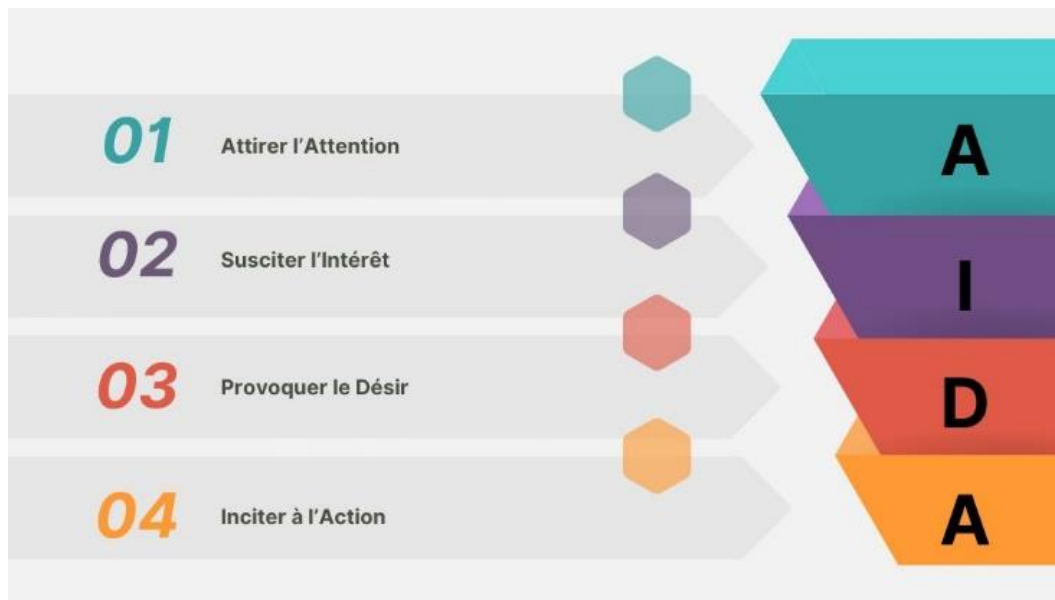 01 Attirer l'Attention A
02 Susciter l'Intérêt I
03 Provoquer le Désir D
04 Inciter à l'Action A